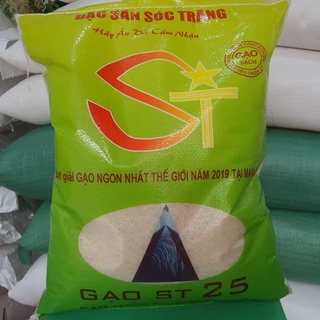 ĐẶC SẢN SÓC TRĂNG
Hãy Ăn Và Cảm Nhận
GẠO
SẠCH
ST
giải GẠO NGON NHẤT THẾ GIỚI NĂM 2019 TẠI
GẠO ST 25